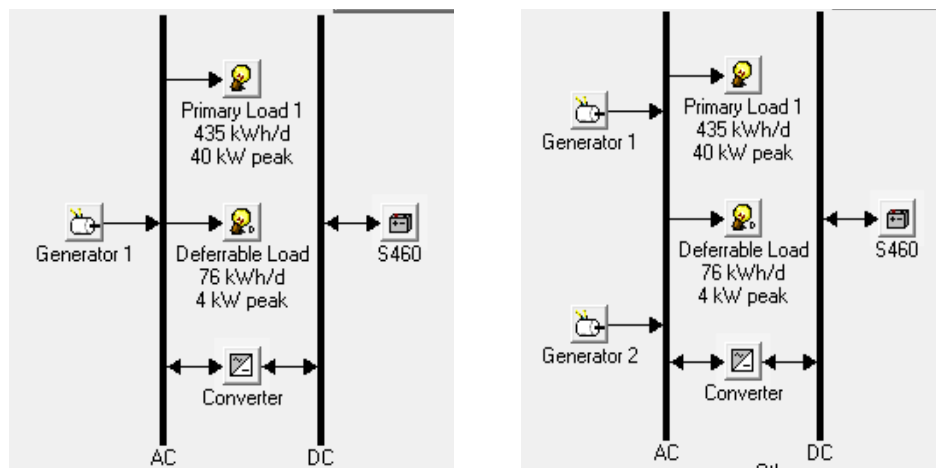 Primary Load 1
435 kWh/d
40 kW peak
Generator 1
Deferrable Load
76 kWh/d
4 kW peak
S460
Converter
AC
DC
Primary Load 1
435 kWh/d
40 kW peak
Generator 1
Deferrable Load
76 kWh/d
4 kW peak
S460
Generator 2
Converter
AC
DC